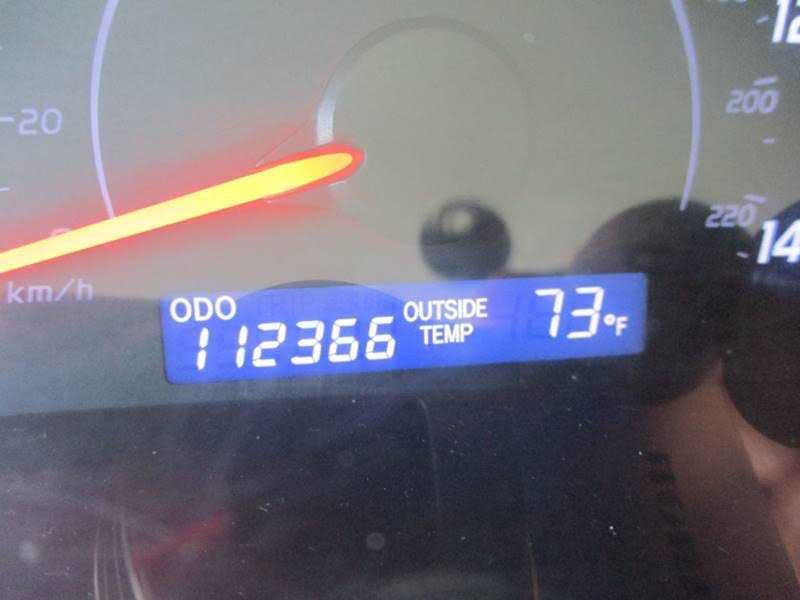 20
200
220
km/h
ODO
112366
OUTSIDE
TEMP
73°F